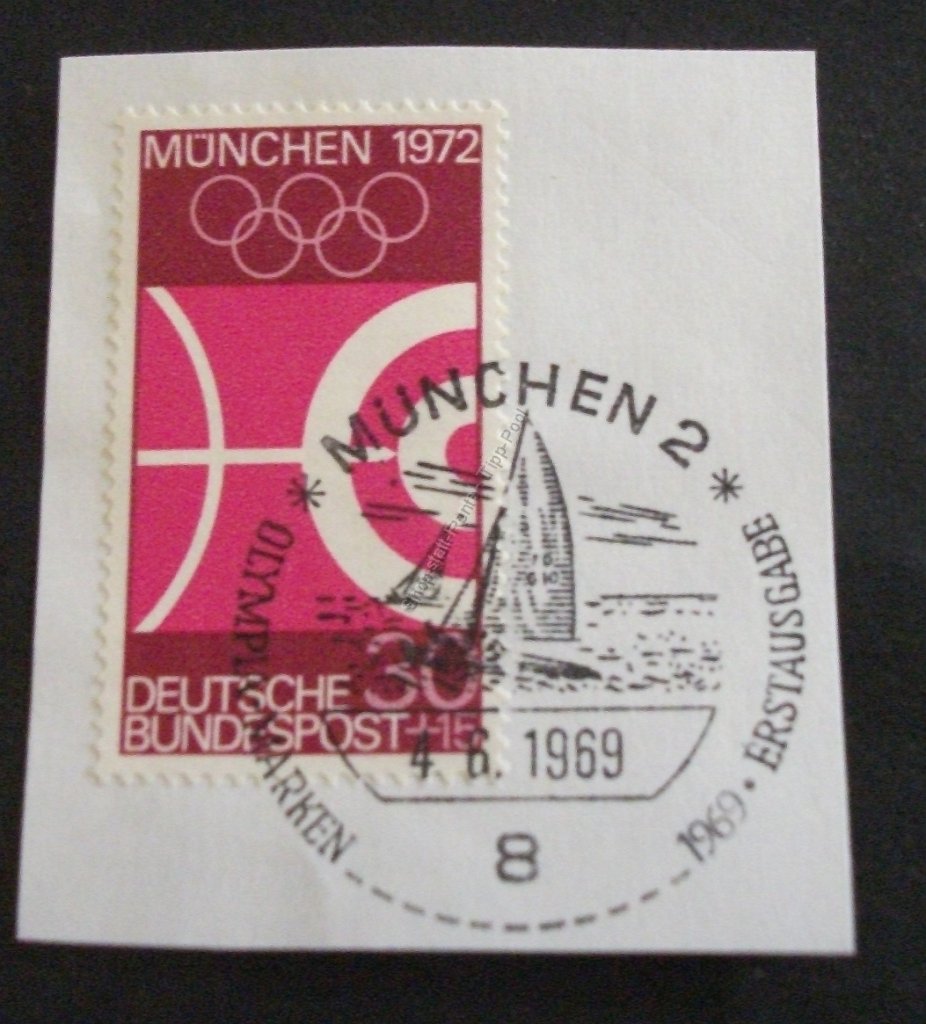 MÜNCHEN 1972
30
DEUTSCHE
BUNDESPOST+15
MÜNCHEN 2
OLYMPIAMARKEN
1969 • ERSTAUSGABE
4.6.1969
8